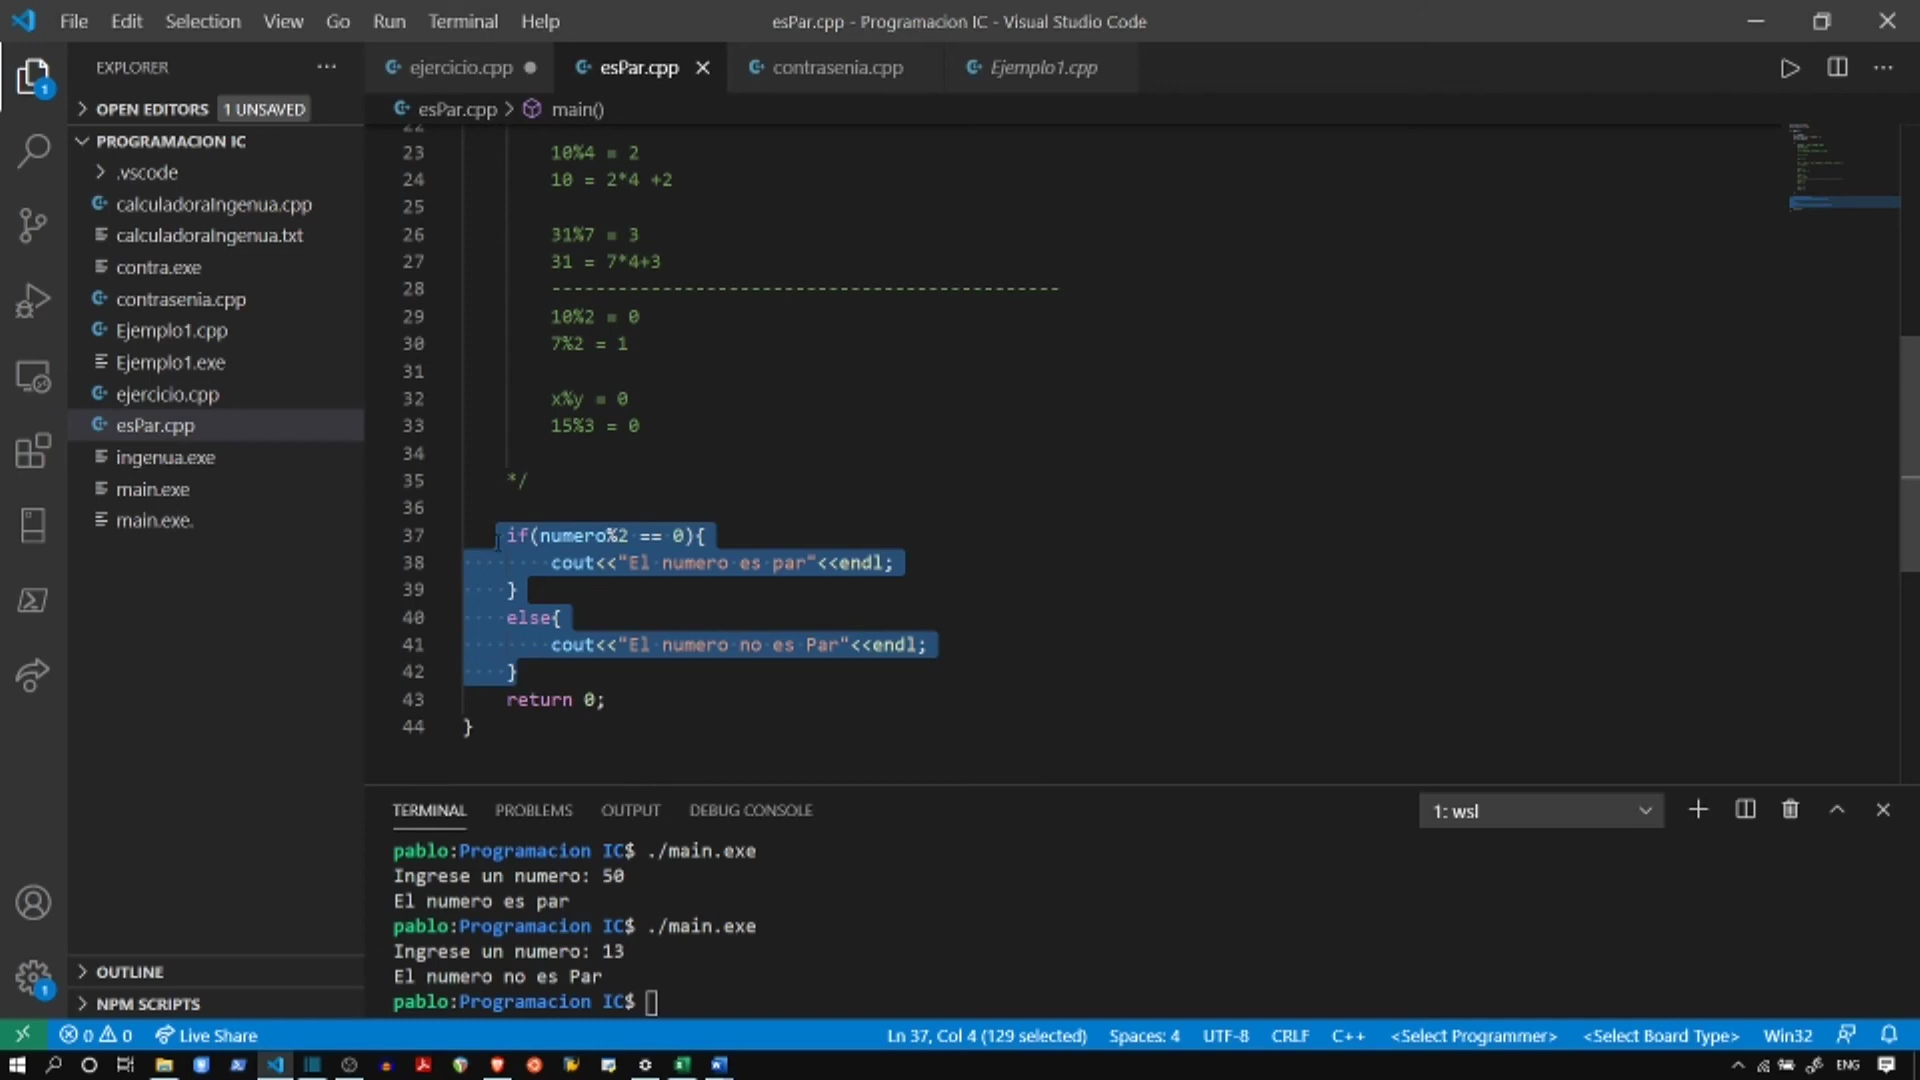 File Edit Selection View Go Run Terminal Help
esPar.cpp - Programacion IC - Visual Studio Code
EXPLORER
ejercicio.cpp
esPar.cpp
contrasenia.cpp
Ejemplo1.cpp
OPEN EDITORS 1 UNSAVED
esPar.cpp > main()
PROGRAMACION IC
.vscode
calculadoraIngenua.cpp
calculadoraIngenua.txt
contra.exe
contrasenia.cpp
Ejemplo1.cpp
Ejemplo1.exe
ejercicio.cpp
esPar.cpp
ingenua.exe
main.exe
main.exe.
OUTLINE
NPM SCRIPTS
22
23 10%4 = 2
24 10 = 2*4 +2
25
26 31%7 = 3
27 31 = 7*4+3
28 ----------------------------------------------
29 10%2 = 0
30 7%2 = 1
31
32 x%y = 0
33 15%3 = 0
34
35 */
36
37 if(numero%2 == 0){
38 cout<<"El numero es par"<<endl;
39 }
40 else{
41 cout<<"El numero no es Par"<<endl;
42 }
43 return 0;
44 }
TERMINAL PROBLEMS OUTPUT DEBUG CONSOLE
1: wsl
pablo:Programacion IC$ ./main.exe
Ingrese un numero: 50
El numero es par
pablo:Programacion IC$ ./main.exe
Ingrese un numero: 13
El numero no es Par
pablo:Programacion IC$
0 0 Live Share
Ln 37, Col 4 (129 selected) Spaces: 4 UTF-8 CRLF C++ <Select Programmer> <Select Board Type> Win32
ENG